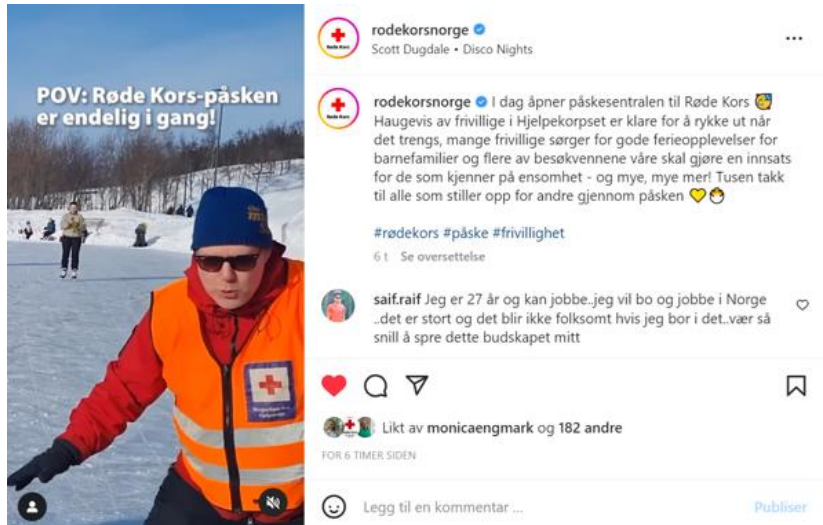 POV: Røde Kors-påsken
er endelig i gang!
rodekorsnorge
Scott Dugdale • Disco Nights
rodekorsnorge I dag åpner påskesentralen til Røde Kors
Haugevis av frivillige i Hjelpekorpset er klare for å rykke ut når
det trengs, mange frivillige sørger for gode ferieopplevelser for
barnefamilier og flere av besøkvennene våre skal gjøre en innsats
for de som kjenner på ensomhet - og mye, mye mer! Tusen takk
til alle som stiller opp for andre gjennom påsken 💛🐣
#rødekors #påske #frivillighet
6 t Se oversettelse
saif.raif Jeg er 27 år og kan jobbe..jeg vil bo og jobbe i Norge
..det er stort og det blir ikke folksomt hvis jeg bor i det..vær så
snill å spre dette budskapet mitt
Likt av monicaengmark og 182 andre
FOR 6 TIMER SIDEN
Legg til en kommentar ...
Publiser